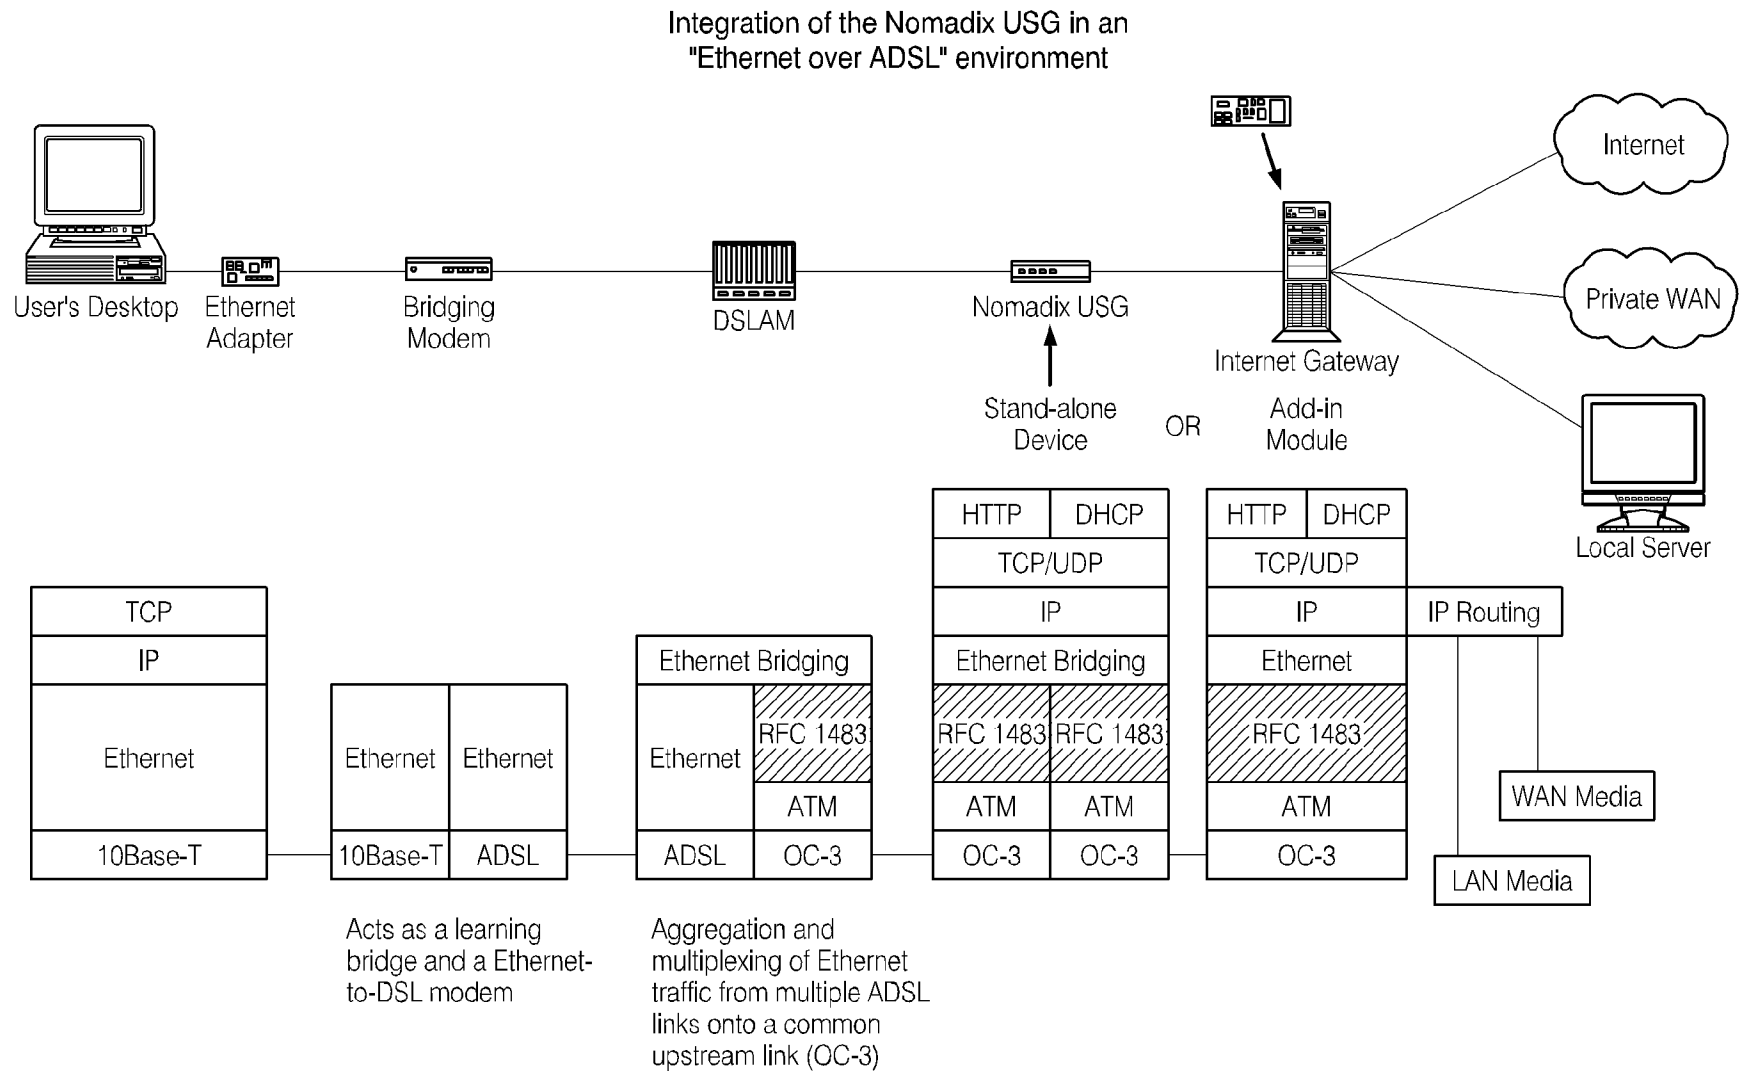 Integration of the Nomadix USG in an
"Ethernet over ADSL" environment
Internet
Private WAN
User's Desktop
Ethernet
Adapter
Bridging
Modem
DSLAM
Nomadix USG
Internet Gateway
Stand-alone
Device
OR
Add-in
Module
Local Server
TCP
IP
Ethernet
10Base-T
Ethernet
Ethernet
10Base-T
ADSL
Ethernet Bridging
Ethernet
RFC 1483
ATM
ADSL
OC-3
HTTP
DHCP
TCP/UDP
IP
Ethernet Bridging
RFC 1483
RFC 1483
ATM
ATM
OC-3
OC-3
HTTP
DHCP
TCP/UDP
IP
IP Routing
Ethernet
RFC 1483
ATM
OC-3
WAN Media
LAN Media
Acts as a learning
bridge and a Ethernet-
to-DSL modem
Aggregation and
multiplexing of Ethernet
traffic from multiple ADSL
links onto a common
upstream link (OC-3)